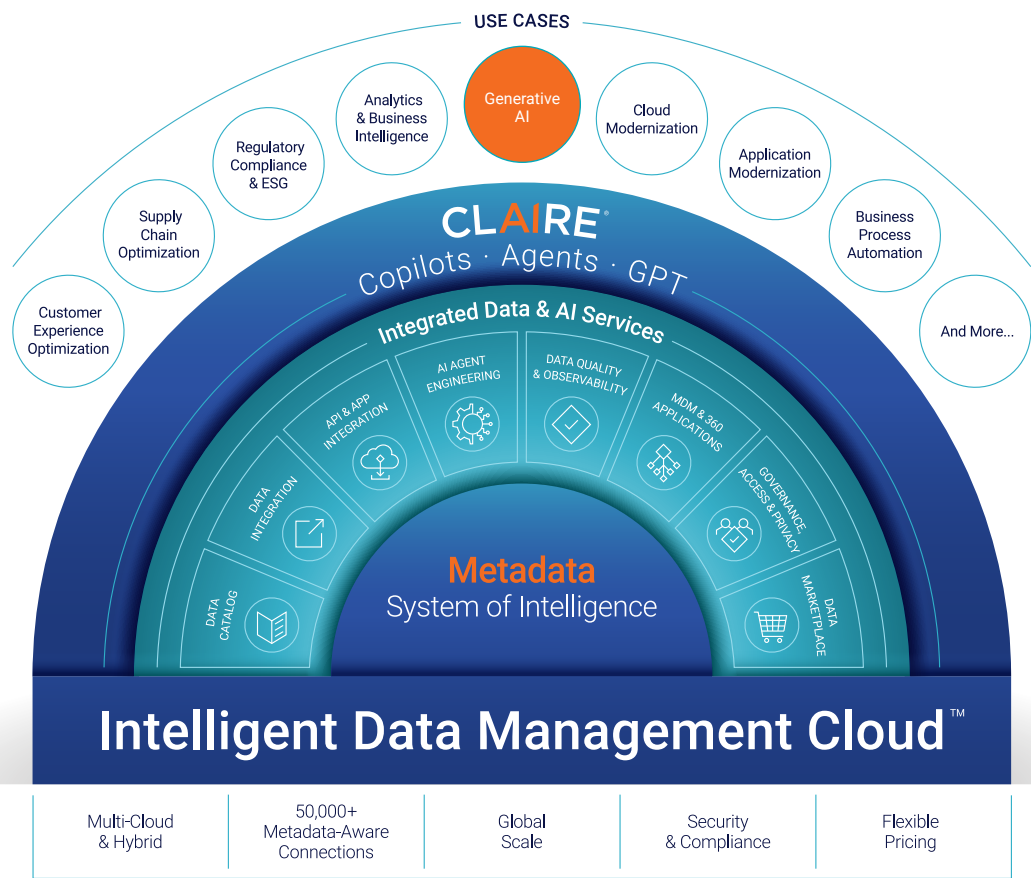 USE CASES
Customer
Experience
Optimization
Supply
Chain
Optimization
Regulatory
Compliance
& ESG
Analytics
& Business
Intelligence
Generative
AI
Cloud
Modernization
Application
Modernization
Business
Process
Automation
And More...
CLAIRE®
Copilots · Agents · GPT
Integrated Data & AI Services
DATA
CATALOG
DATA
INTEGRATION
API & APP
INTEGRATION
AI AGENT
ENGINEERING
DATA QUALITY
& OBSERVABILITY
MDM & 360
APPLICATIONS
GOVERNANCE,
ACCESS & PRIVACY
DATA
MARKETPLACE
Metadata
System of Intelligence
Intelligent Data Management Cloud™
Multi-Cloud
& Hybrid
50,000+
Metadata-Aware
Connections
Global
Scale
Security
& Compliance
Flexible
Pricing